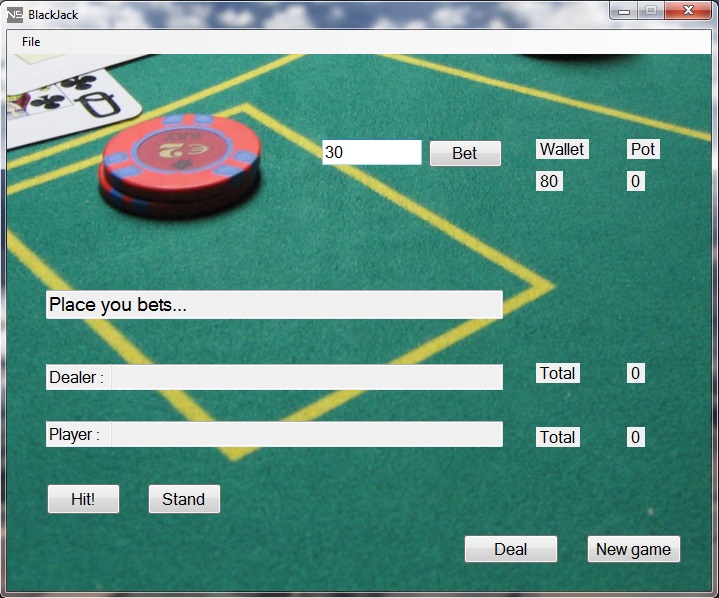 BlackJack
File
30 Bet Wallet Pot
80 0
Place you bets...
Dealer : Total 0
Player : Total 0
Hit! Stand
Deal New game